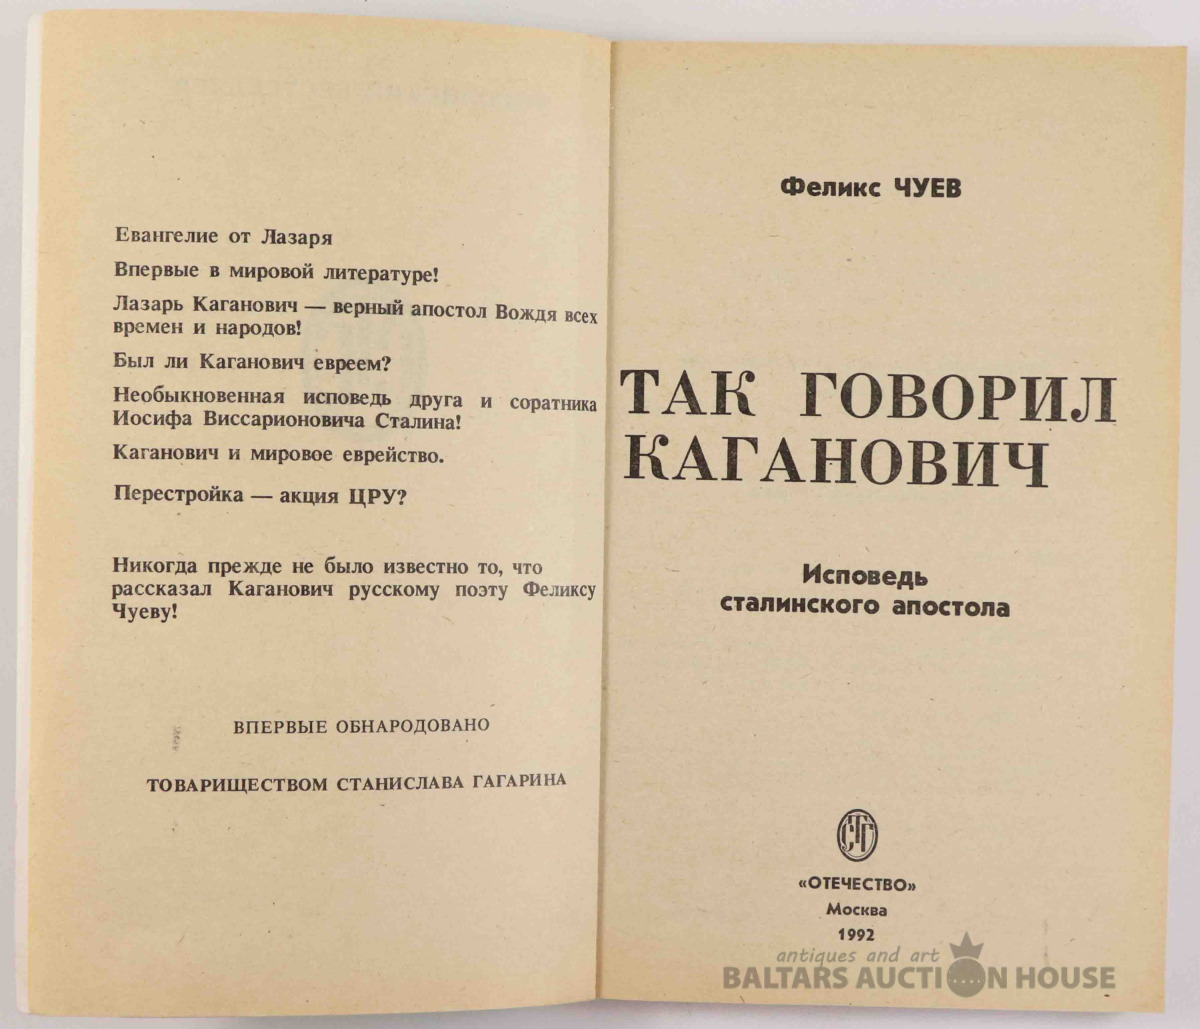 Евангелие от Лазаря
Впервые в мировой литературе!
Лазарь Каганович — верный апостол Вождя всех
времен и народов!
Был ли Каганович евреем?
Необыкновенная исповедь друга и соратника
Иосифа Виссарионовича Сталина!
Каганович и мировое еврейство.
Перестройка — акция ЦРУ?
Никогда прежде не было известно то, что
рассказал Каганович русскому поэту Феликсу
Чуеву!
ВПЕРВЫЕ ОБНАРОДОВАНО
ТОВАРИЩЕСТВОМ СТАНИСЛАВА ГАГАРИНА
Феликс ЧУЕВ
ТАК ГОВОРИЛ
КАГАНОВИЧ
Исповедь
сталинского апостола
СТГ
«ОТЕЧЕСТВО»
Москва
1992
antiques and art
BALTARS AUCTION HOUSE